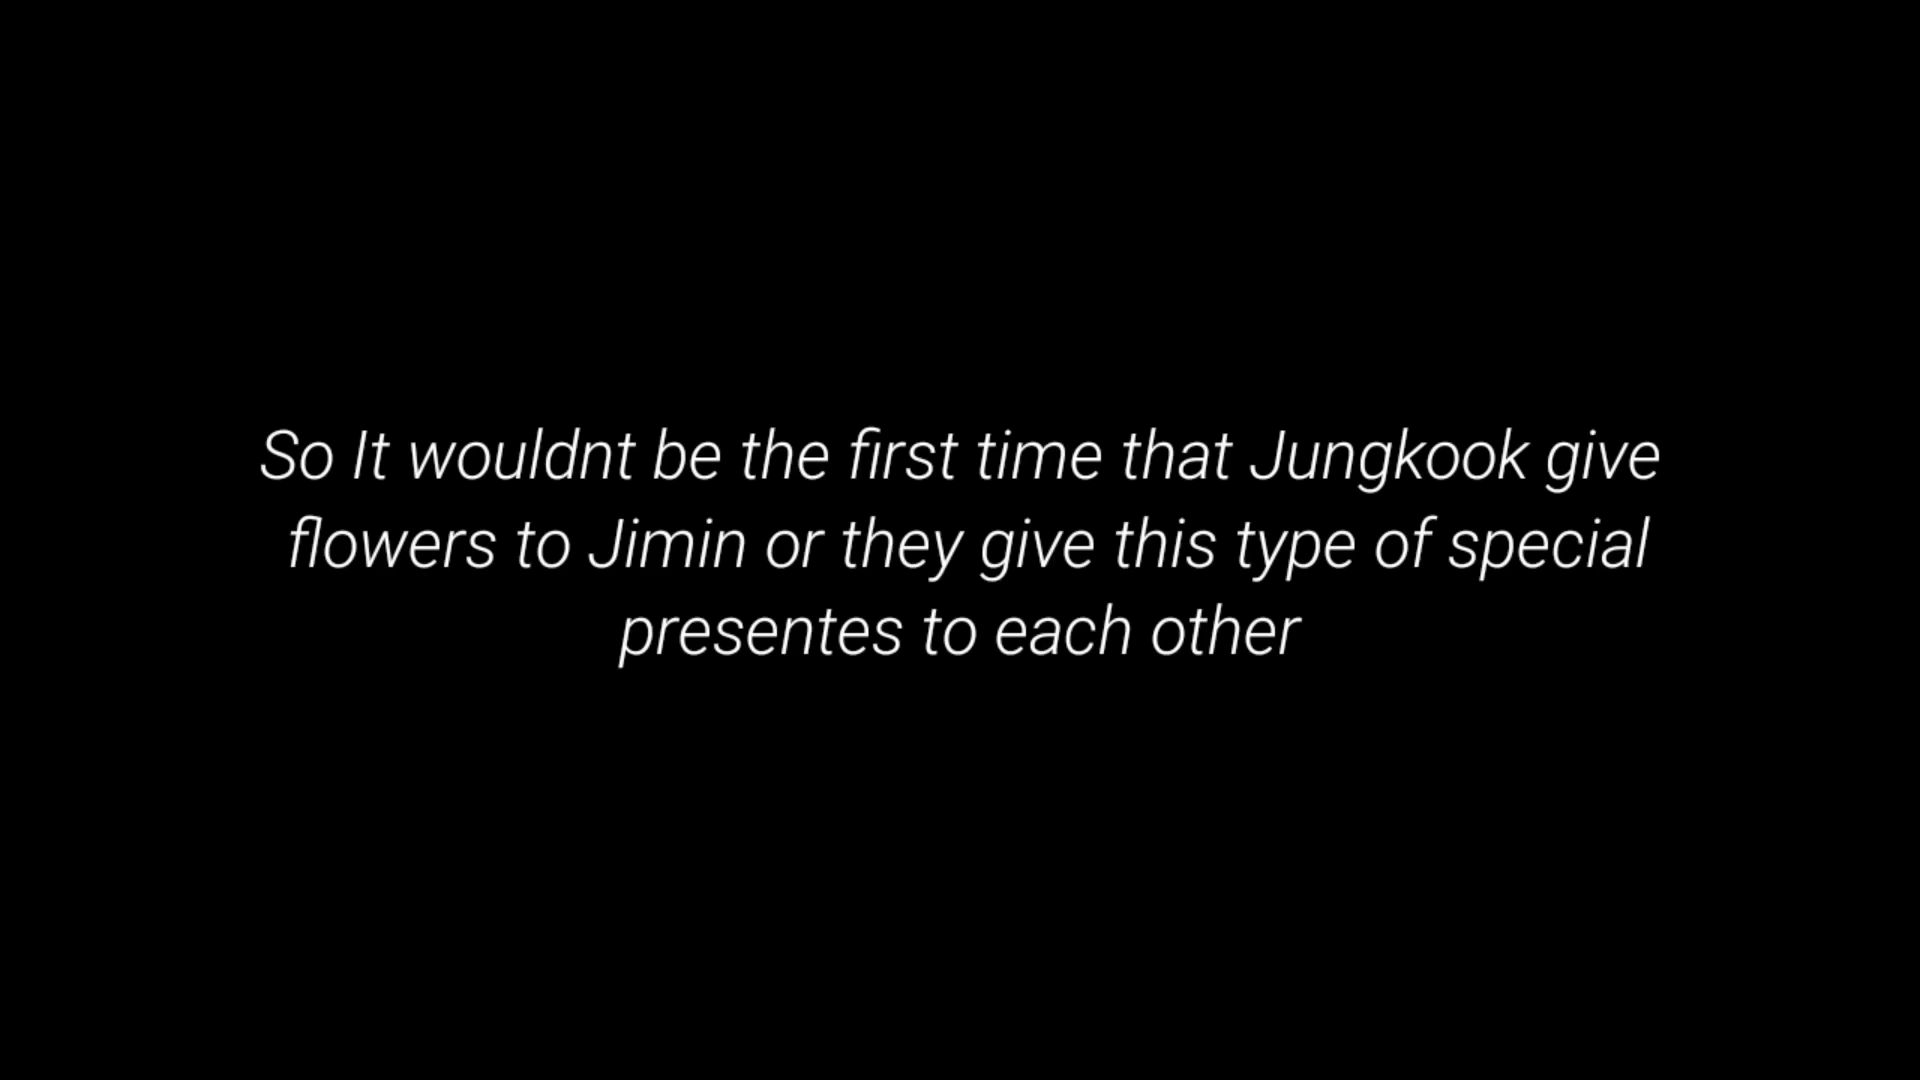 So It wouldnt be the first time that Jungkook give
flowers to Jimin or they give this type of special
presentes to each other